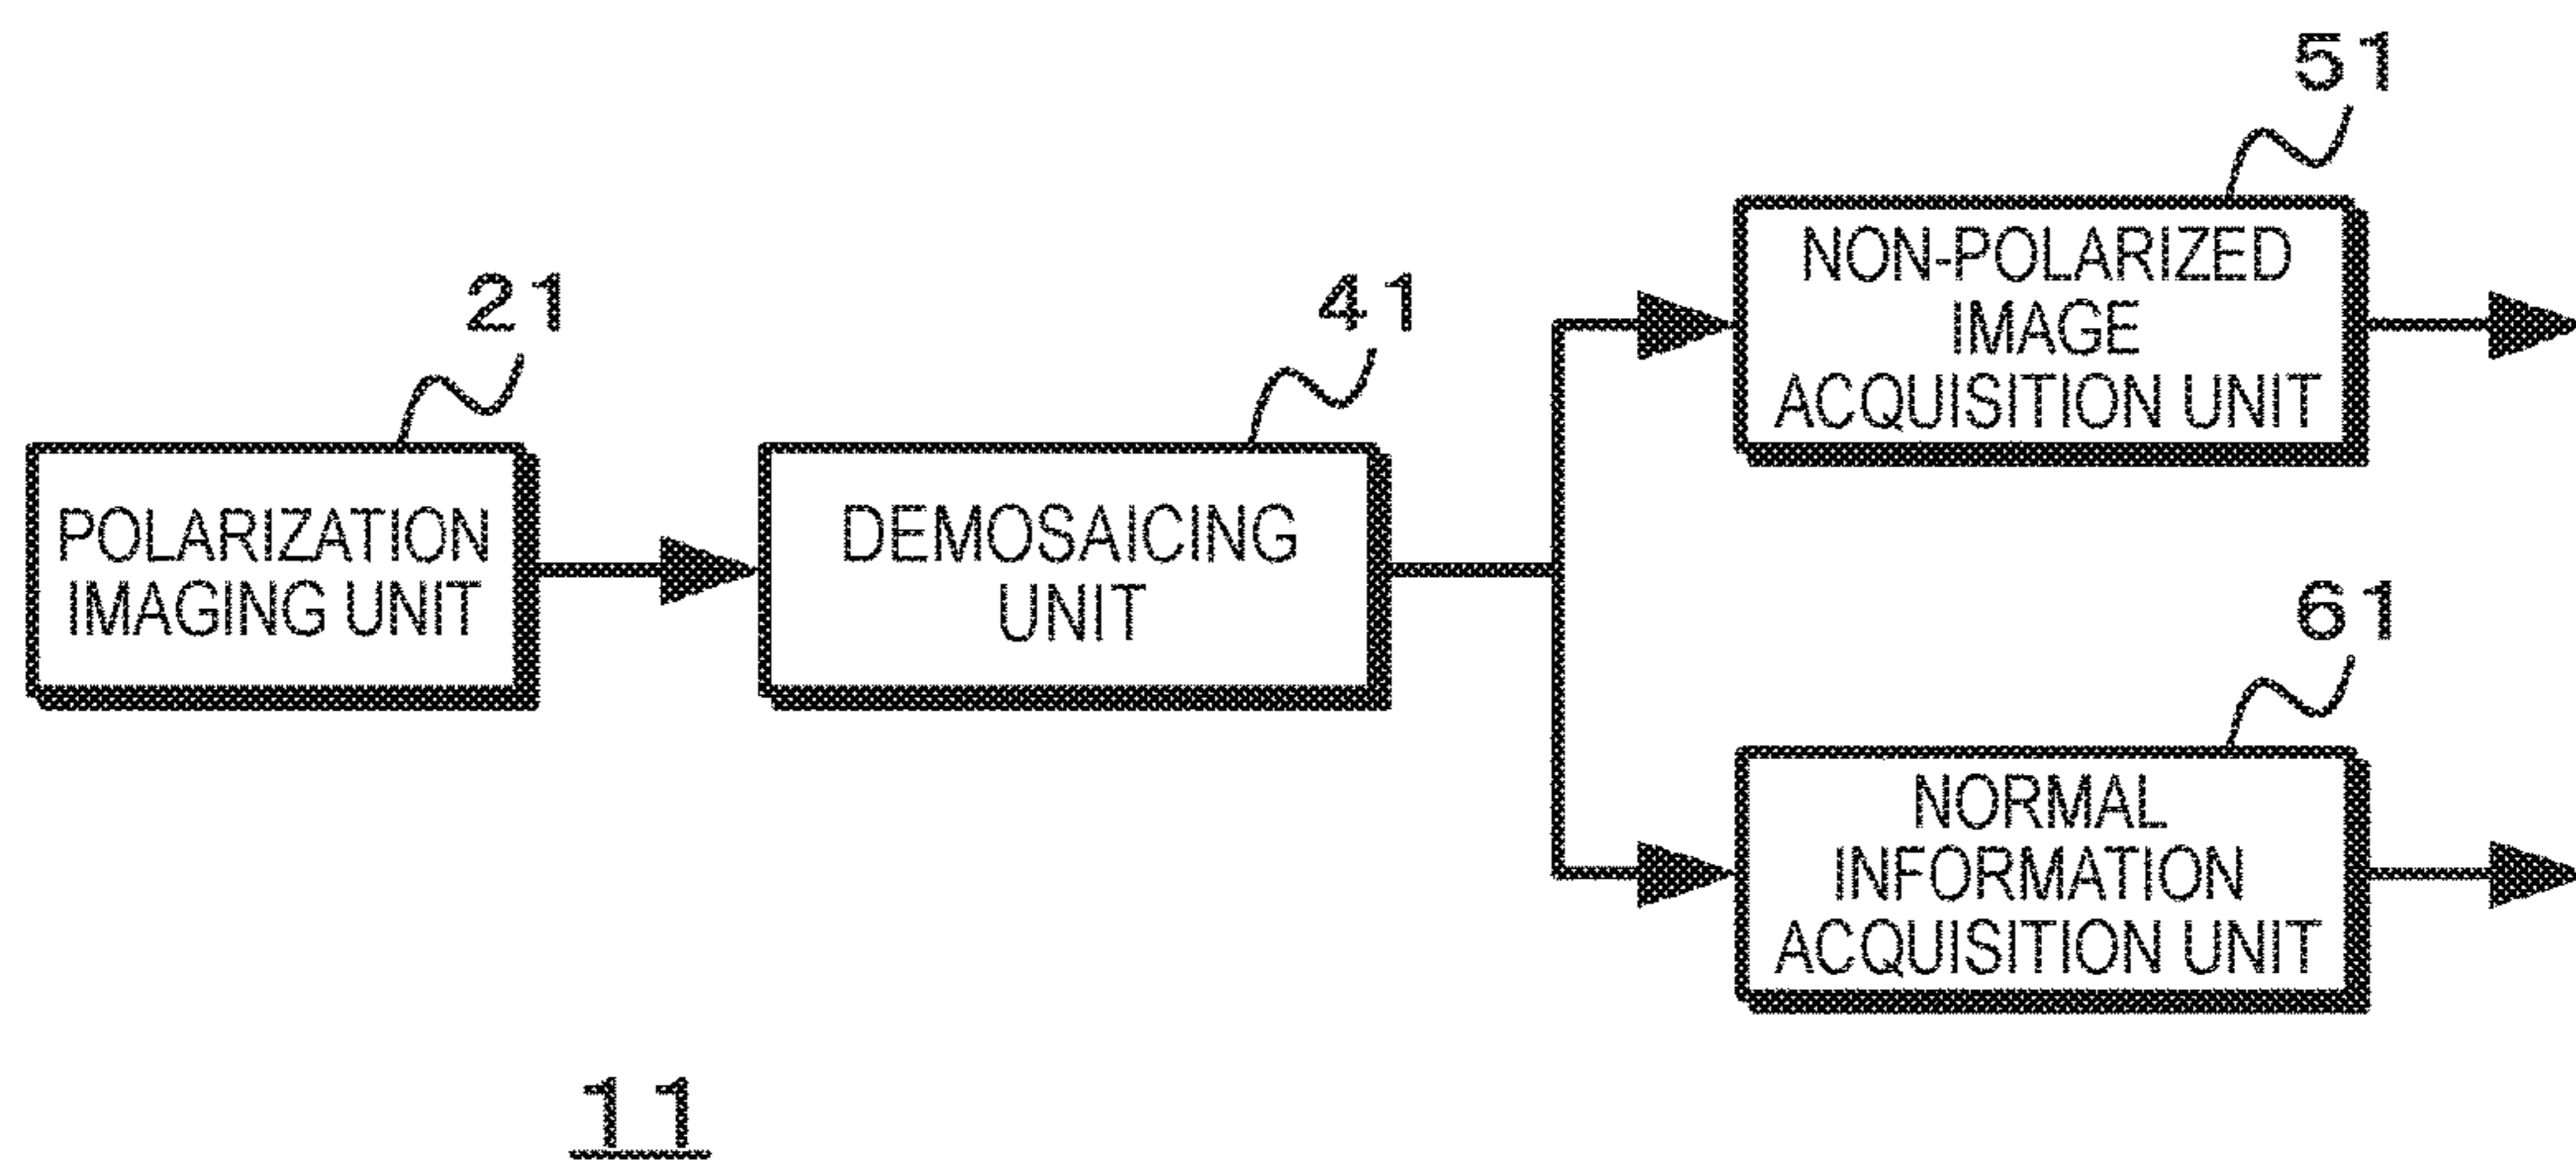 51
NON-POLARIZED
IMAGE
ACQUISITION UNIT
21
41
POLARIZATION
IMAGING UNIT
DEMOSAICING
UNIT
61
NORMAL
INFORMATION
ACQUISITION UNIT
11